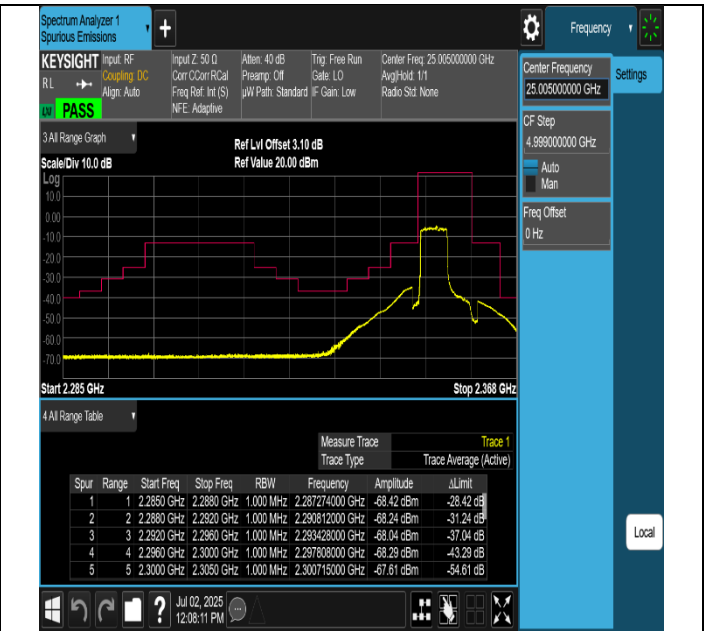 Spectrum Analyzer 1
Spurious Emissions
Frequency
KEYSIGHT
RL
LXI PASS
Input: RF
Coupling: DC
Align: Auto
Input Z: 50 Ω
Corr CCorr RCal
Freq Ref: Int (S)
NFE: Adaptive
Atten: 40 dB
Preamp: Off
µW Path: Standard
Trig: Free Run
Gate: LO
IF Gain: Low
Center Freq: 25.005000000 GHz
Avg|Hold: 1/1
Radio Std: None
3 All Range Graph
Ref Lvl Offset 3.10 dB
Scale/Div 10.0 dB
Ref Value 20.00 dBm
Log
10.0
0.00
-10.0
-20.0
-30.0
-40.0
-50.0
-60.0
-70.0
Start 2.285 GHz
Stop 2.368 GHz
4 All Range Table
Measure Trace Trace 1
Trace Type Trace Average (Active)
Spur Range Start Freq Stop Freq RBW Frequency Amplitude ΔLimit
1 1 2.2850 GHz 2.2880 GHz 1.000 MHz 2.287274000 GHz -68.42 dBm -28.42 dB
2 2 2.2880 GHz 2.2920 GHz 1.000 MHz 2.290812000 GHz -68.24 dBm -31.24 dB
3 3 2.2920 GHz 2.2960 GHz 1.000 MHz 2.293428000 GHz -68.04 dBm -37.04 dB
4 4 2.2960 GHz 2.3000 GHz 1.000 MHz 2.297808000 GHz -68.29 dBm -43.29 dB
5 5 2.3000 GHz 2.3050 GHz 1.000 MHz 2.300715000 GHz -67.61 dBm -54.61 dB
Center Frequency
25.005000000 GHz
Settings
CF Step
4.999000000 GHz
Auto
Man
Freq Offset
0 Hz
Local
?
Jul 02, 2025
12:08:11 PM